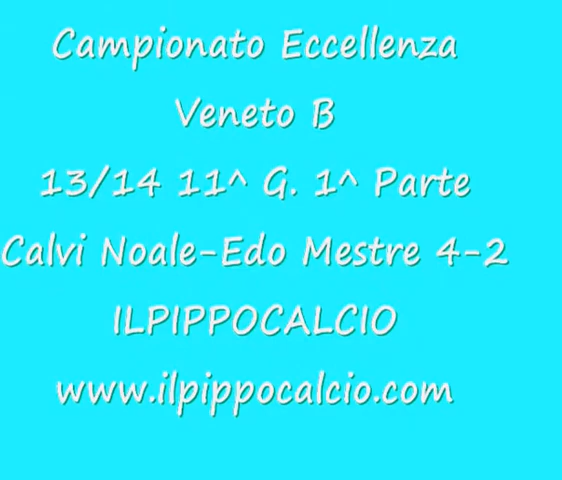 Campionato Eccellenza
Veneto B
13/14 11^ G. 1^ Parte
Calvi Noale-Edo Mestre 4-2
ILPIPPOCALCIO
www.ilpippocalcio.com